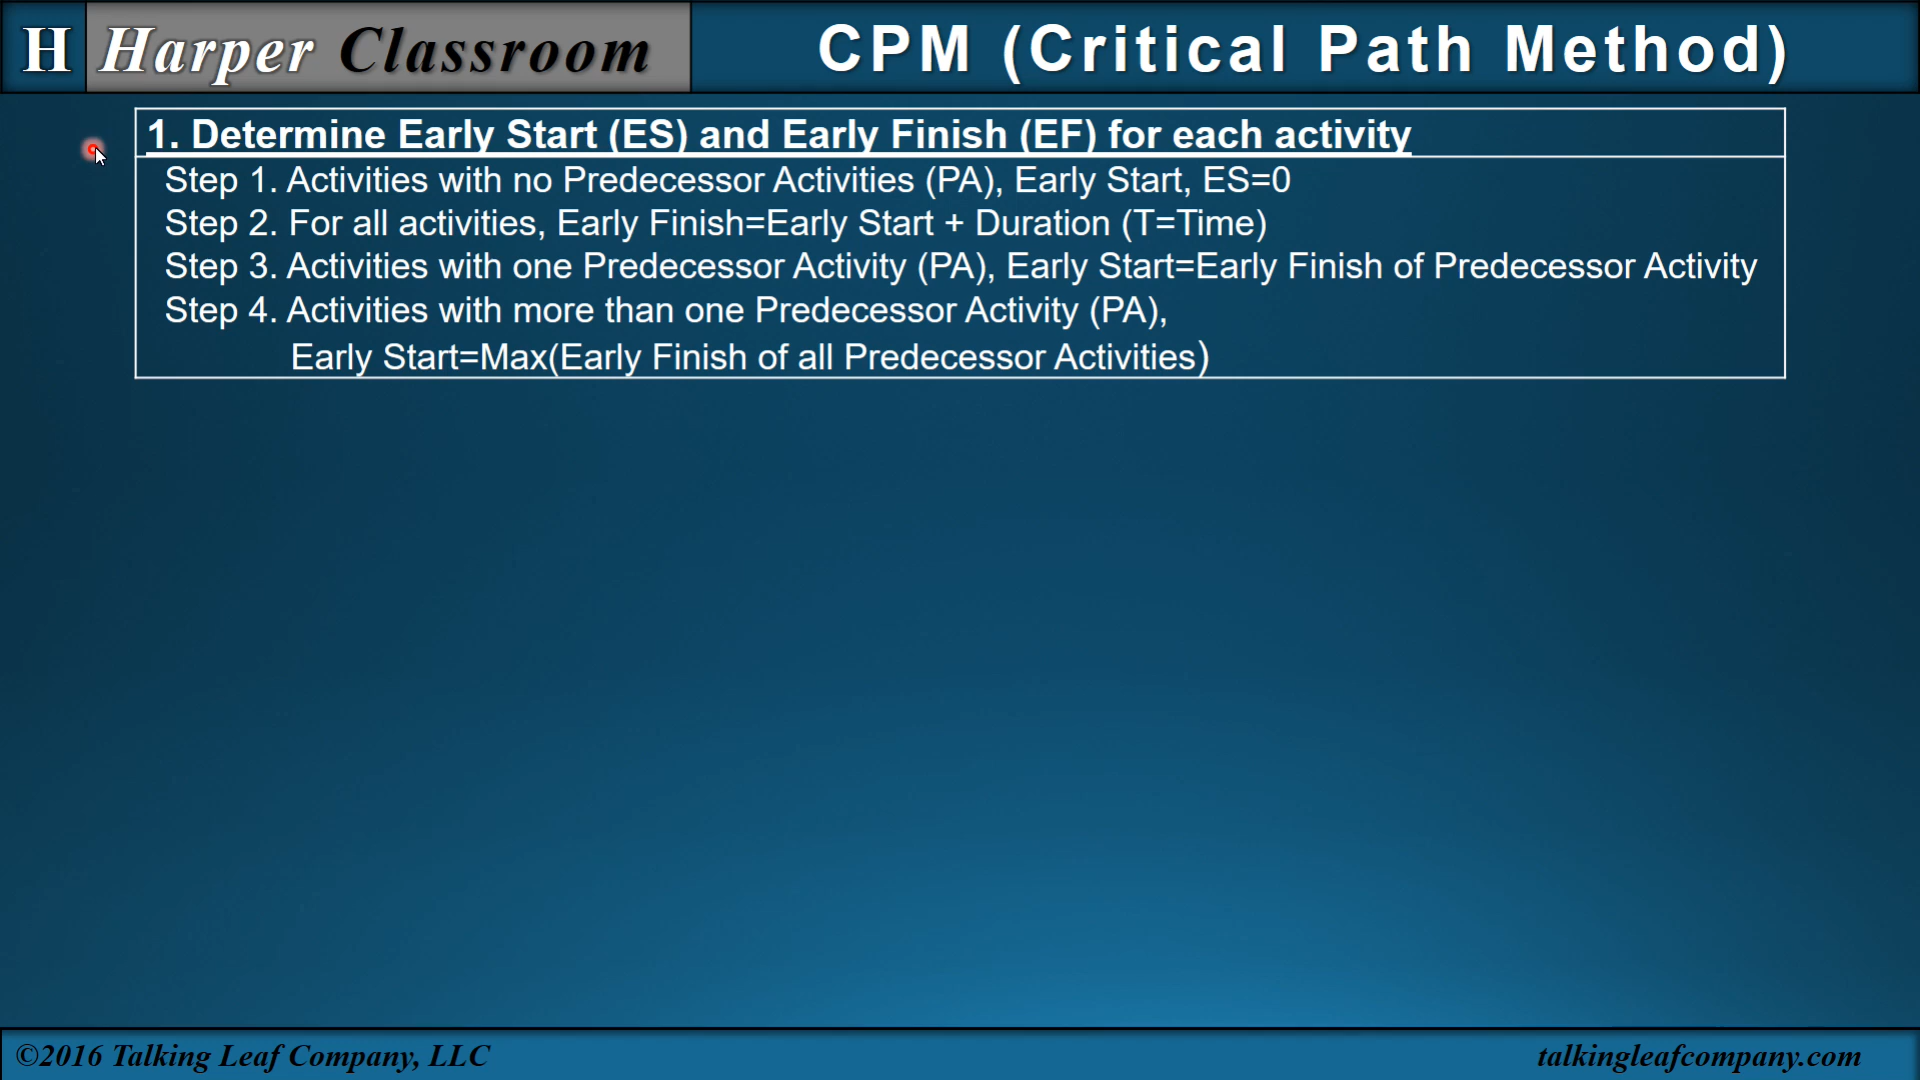 H Harper Classroom CPM (Critical Path Method)
1. Determine Early Start (ES) and Early Finish (EF) for each activity
Step 1. Activities with no Predecessor Activities (PA), Early Start, ES=0
Step 2. For all activities, Early Finish=Early Start + Duration (T=Time)
Step 3. Activities with one Predecessor Activity (PA), Early Start=Early Finish of Predecessor Activity
Step 4. Activities with more than one Predecessor Activity (PA),
Early Start=Max(Early Finish of all Predecessor Activities)
©2016 Talking Leaf Company, LLC talkingleafcompany.com